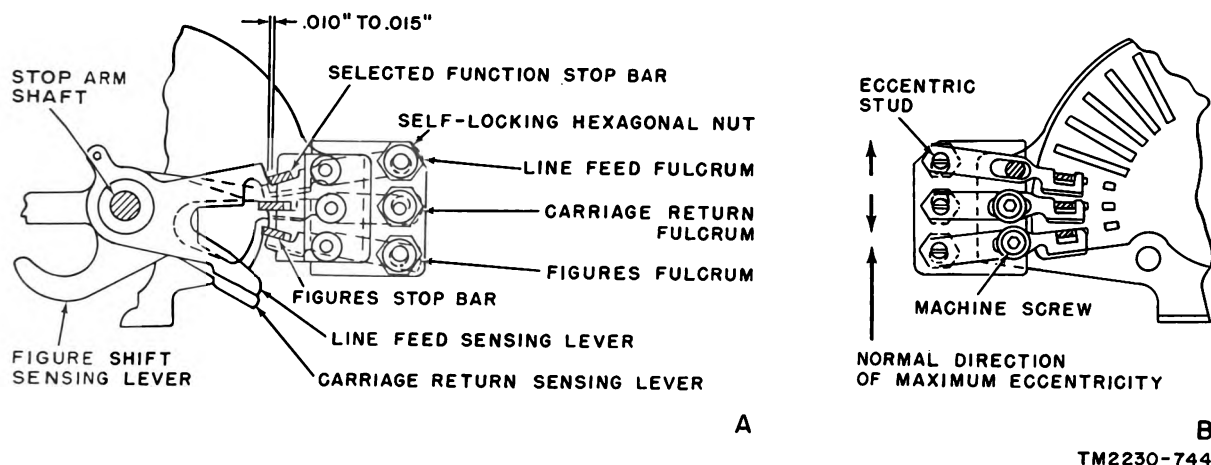 .010" TO .015"
STOP ARM
SHAFT
SELECTED FUNCTION STOP BAR
SELF-LOCKING HEXAGONAL NUT
LINE FEED FULCRUM
CARRIAGE RETURN
FULCRUM
FIGURES FULCRUM
FIGURES STOP BAR
LINE FEED SENSING LEVER
CARRIAGE RETURN SENSING LEVER
FIGURE SHIFT
SENSING LEVER
A
ECCENTRIC
STUD
MACHINE SCREW
NORMAL DIRECTION
OF MAXIMUM ECCENTRICITY
B
TM2230-744